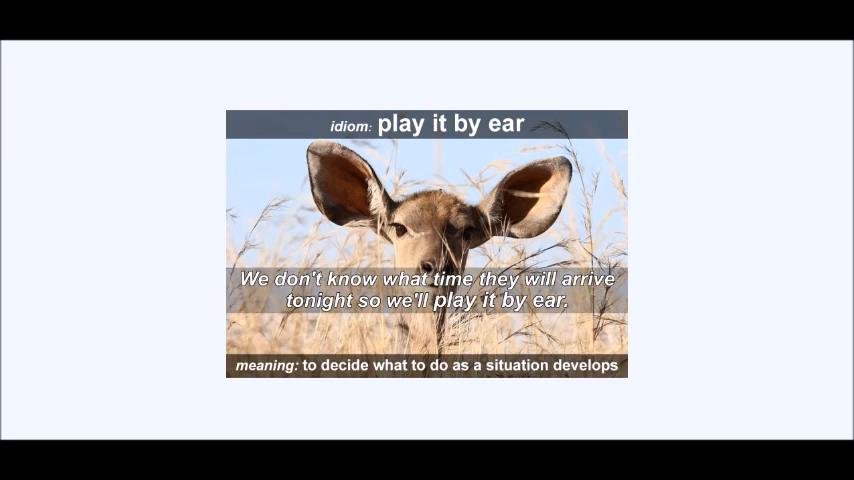 idiom: play it by ear
We don't know what time they will arrive
tonight so we'll play it by ear.
meaning: to decide what to do as a situation develops